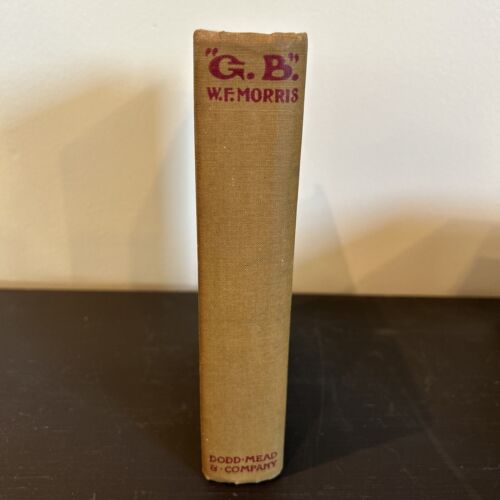 "G. B."
W. F. MORRIS
DODD · MEAD
& · COMPANY